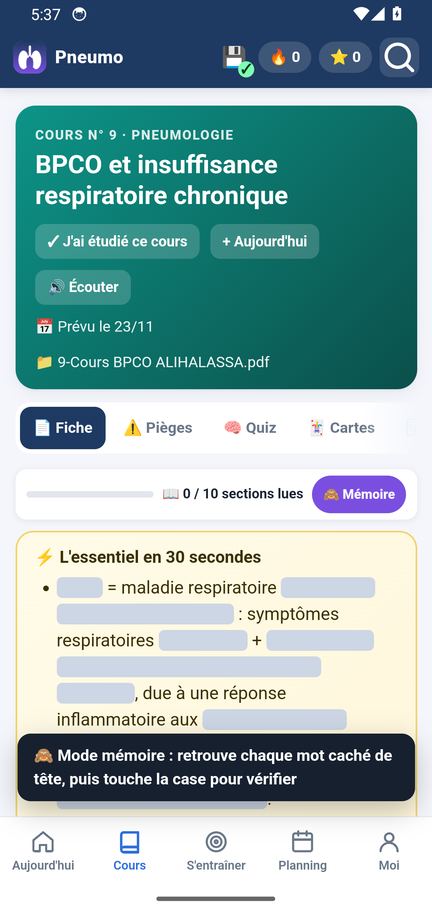 5:37
Pneumo
🔥 0
⭐ 0
COURS N° 9 · PNEUMOLOGIE
BPCO et insuffisance
respiratoire chronique
✓ J'ai étudié ce cours
+ Aujourd'hui
🔊 Écouter
📅 Prévu le 23/11
📁 9-Cours BPCO ALIHALASSA.pdf
📄 Fiche
⚠️ Pièges
🧠 Quiz
🃏 Cartes
📖 0 / 10 sections lues
🙈 Mémoire
⚡ L'essentiel en 30 secondes
• = maladie respiratoire
: symptômes
respiratoires +
, due à une réponse
inflammatoire aux
🙈 Mode mémoire : retrouve chaque mot caché de
tête, puis touche la case pour vérifier
Aujourd'hui
Cours
S'entraîner
Planning
Moi